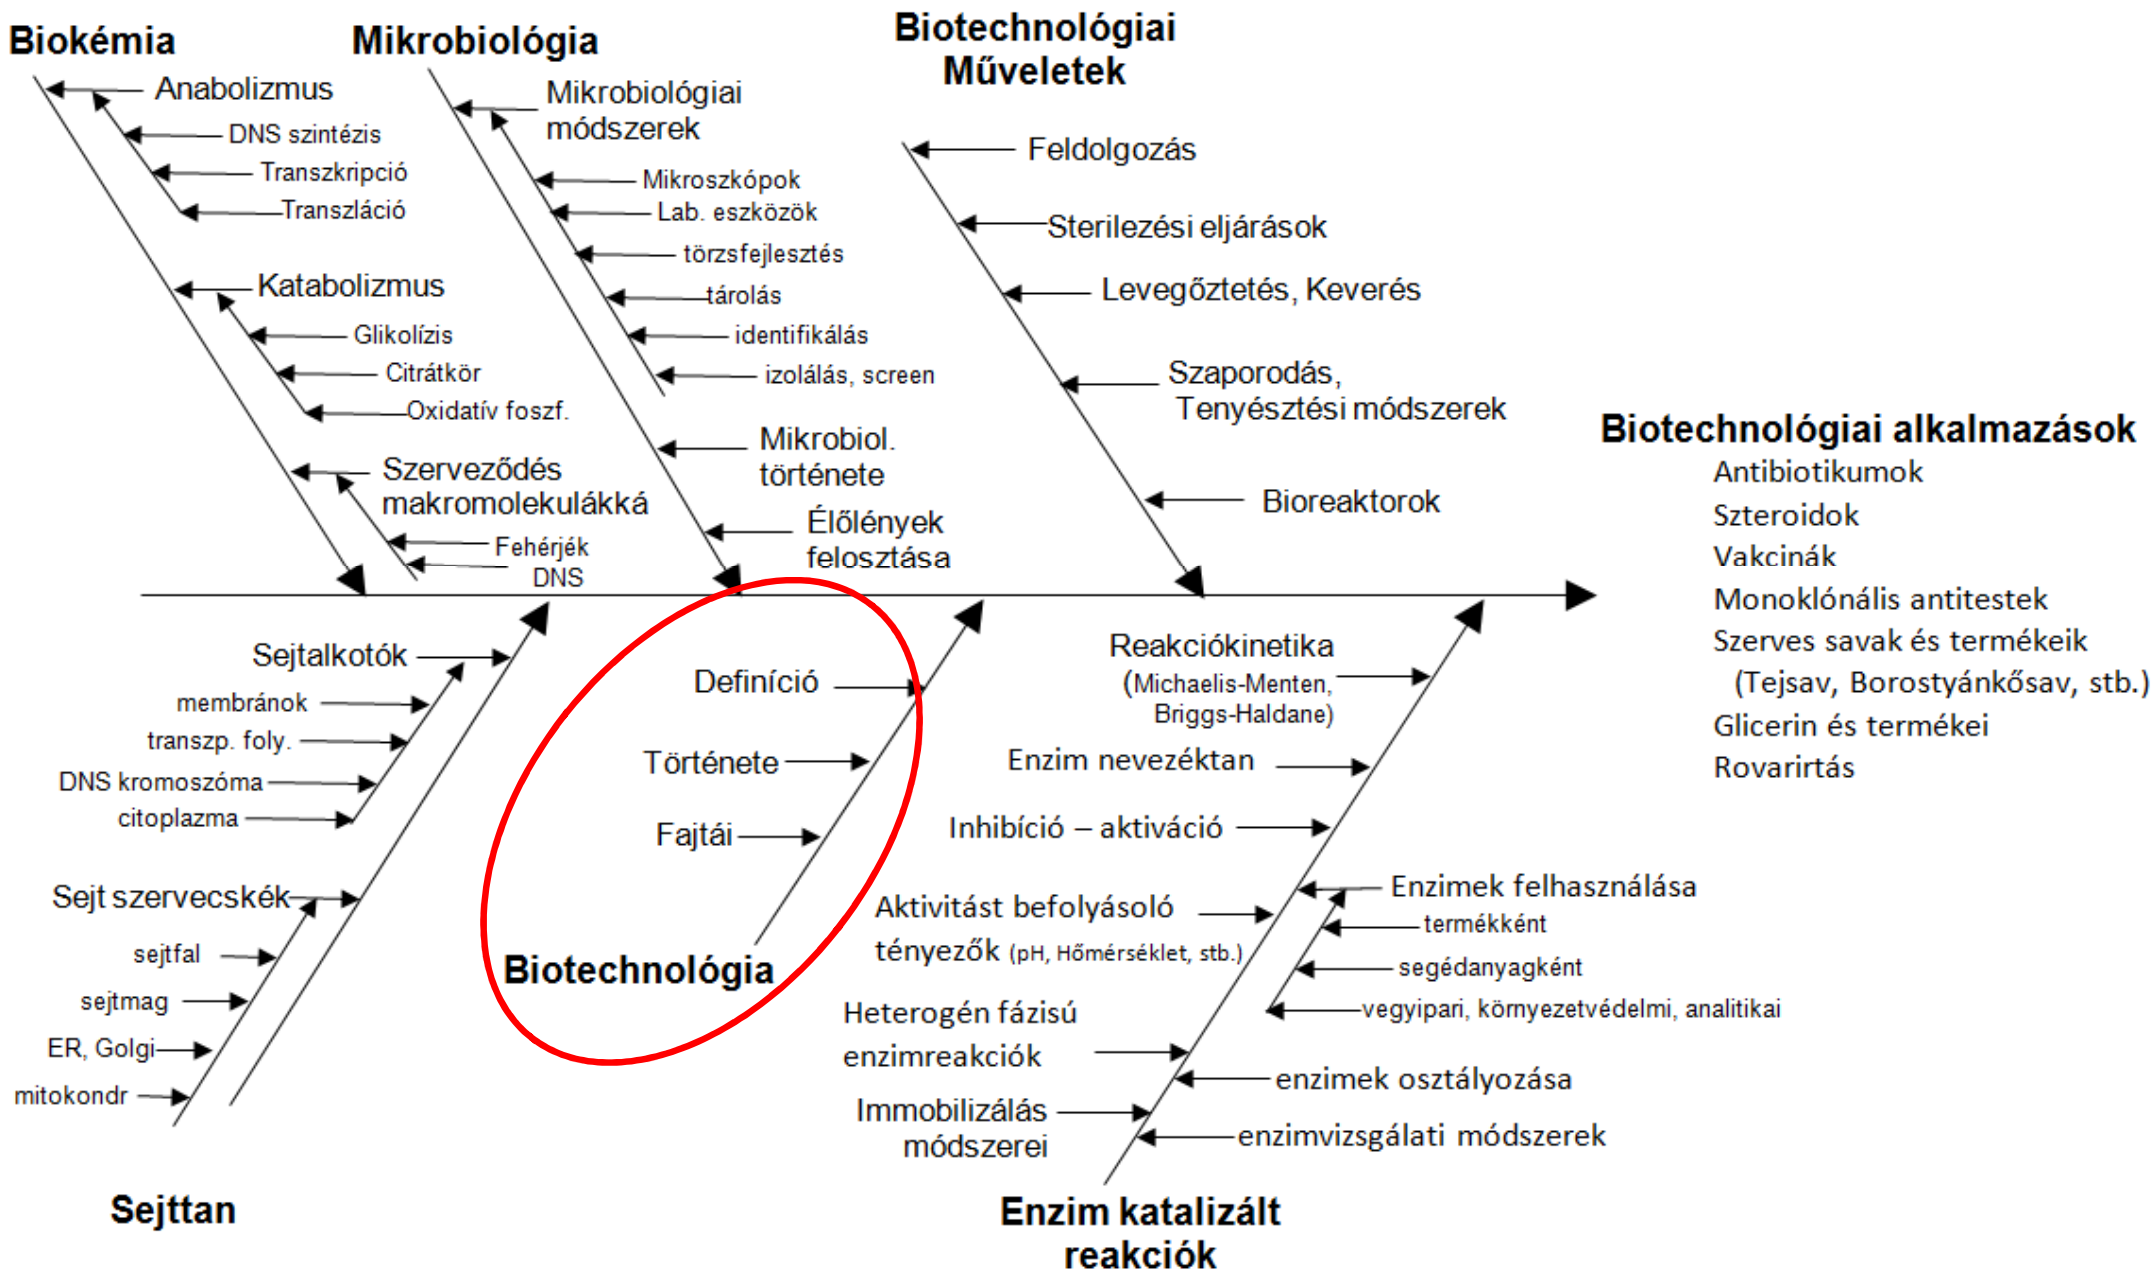 Biokémia
Anabolizmus
DNS szintézis
Transzkripció
Transzláció
Katabolizmus
Glikolízis
Citrátkör
Oxidatív foszf.
Szerveződés
makromolekulákká
Fehérjék
DNS
Mikrobiológia
Mikrobiológiai
módszerek
Mikroszkópok
Lab. eszközök
törzsfejlesztés
tárolás
identifikálás
izolálás, screen
Mikrobiol.
története
Élőlények
felosztása
Biotechnológiai
Műveletek
Feldolgozás
Sterilezési eljárások
Levegőztetés, Keverés
Szaporodás,
Tenyésztési módszerek
Bioreaktorok
Biotechnológiai alkalmazások
Antibiotikumok
Szteroidok
Vakcinák
Monoklónális antitestek
Szerves savak és termékeik
(Tejsav, Borostyánkősav, stb.)
Glicerin és termékei
Rovarirtás
Sejtalkotók
membránok
transzp. foly.
DNS kromoszóma
citoplazma
Sejt szervecskék
sejtfal
sejtmag
ER, Golgi
mitokondr
Sejttan
Definíció
Története
Fajtái
Biotechnológia
Reakciókinetika
(Michaelis-Menten,
Briggs-Haldane)
Enzim nevezéktan
Inhibíció – aktiváció
Aktivitást befolyásoló
tényezők (pH, Hőmérséklet, stb.)
Heterogén fázisú
enzimreakciók
Immobilizálás
módszerei
Enzimek felhasználása
termékként
segédanyagként
vegyipari, környezetvédelmi, analitikai
enzimek osztályozása
enzimvizsgálati módszerek
Enzim katalizált
reakciók